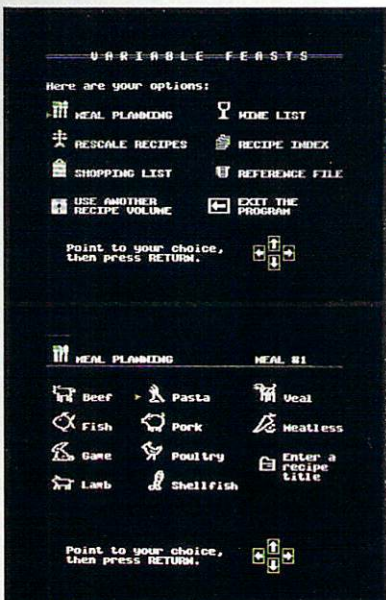 VARIABLE FEASTS
Here are your options:
MEAL PLANNING
WINE LIST
RESCALE RECIPES
RECIPE INDEX
SHOPPING LIST
REFERENCE FILE
USE ANOTHER
RECIPE VOLUME
EXIT THE
PROGRAM
Point to your choice,
then press RETURN.
MEAL PLANNING MEAL #1
Beef Pasta Veal
Fish Pork Meatless
Game Poultry Enter a
recipe
title
Lamb Shellfish
Point to your choice,
then press RETURN.